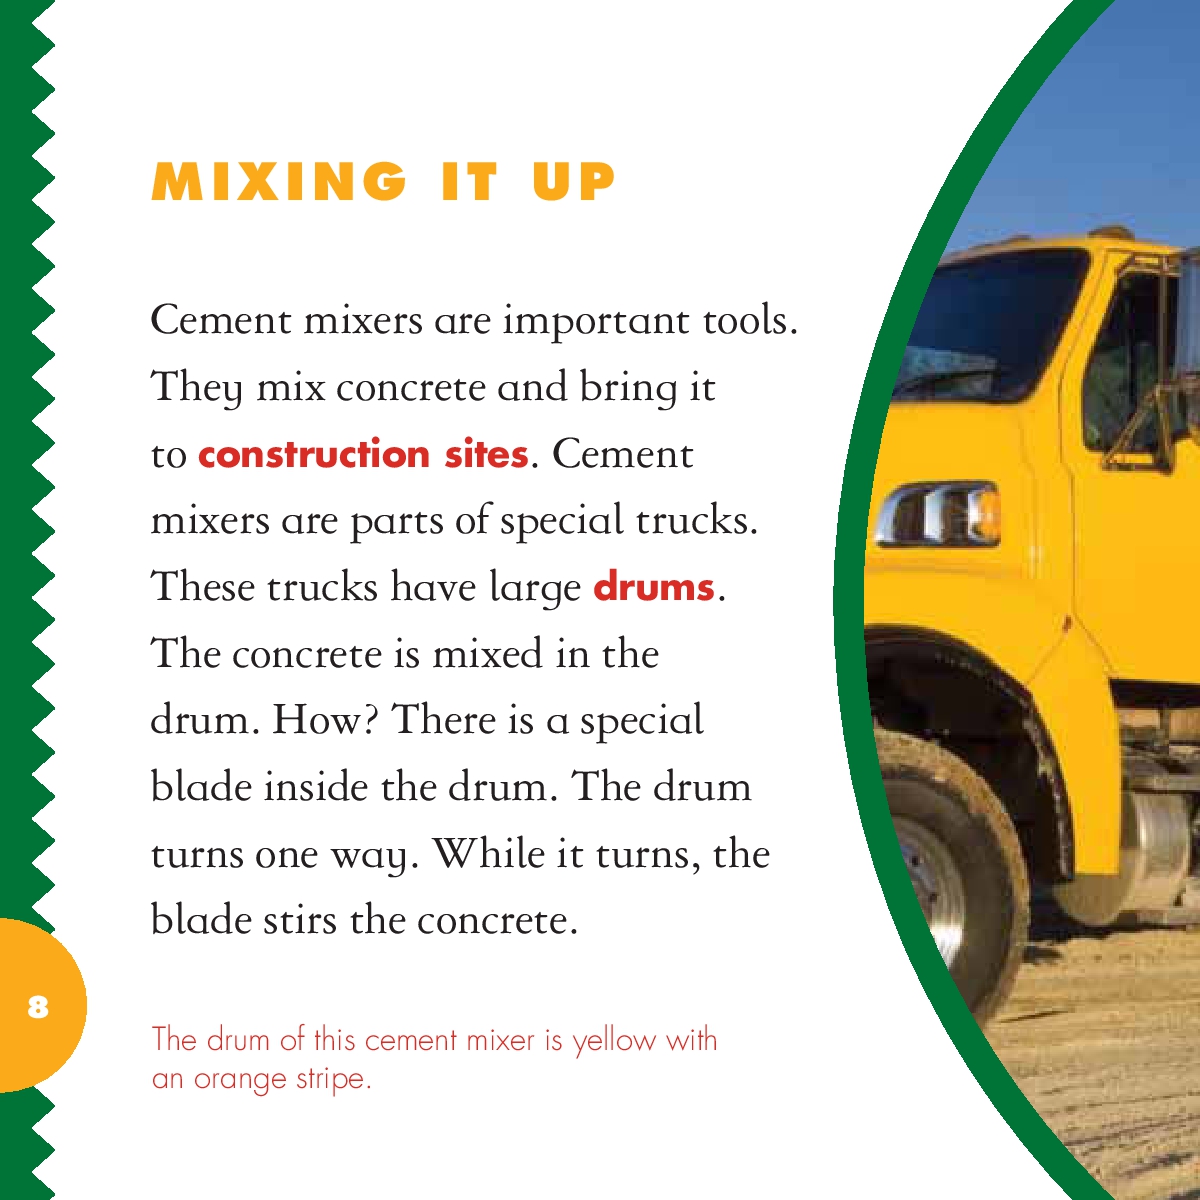 MIXING IT UP
Cement mixers are important tools.
They mix concrete and bring it
to construction sites. Cement
mixers are parts of special trucks.
These trucks have large drums.
The concrete is mixed in the
drum. How? There is a special
blade inside the drum. The drum
turns one way. While it turns, the
blade stirs the concrete.
8
The drum of this cement mixer is yellow with
an orange stripe.